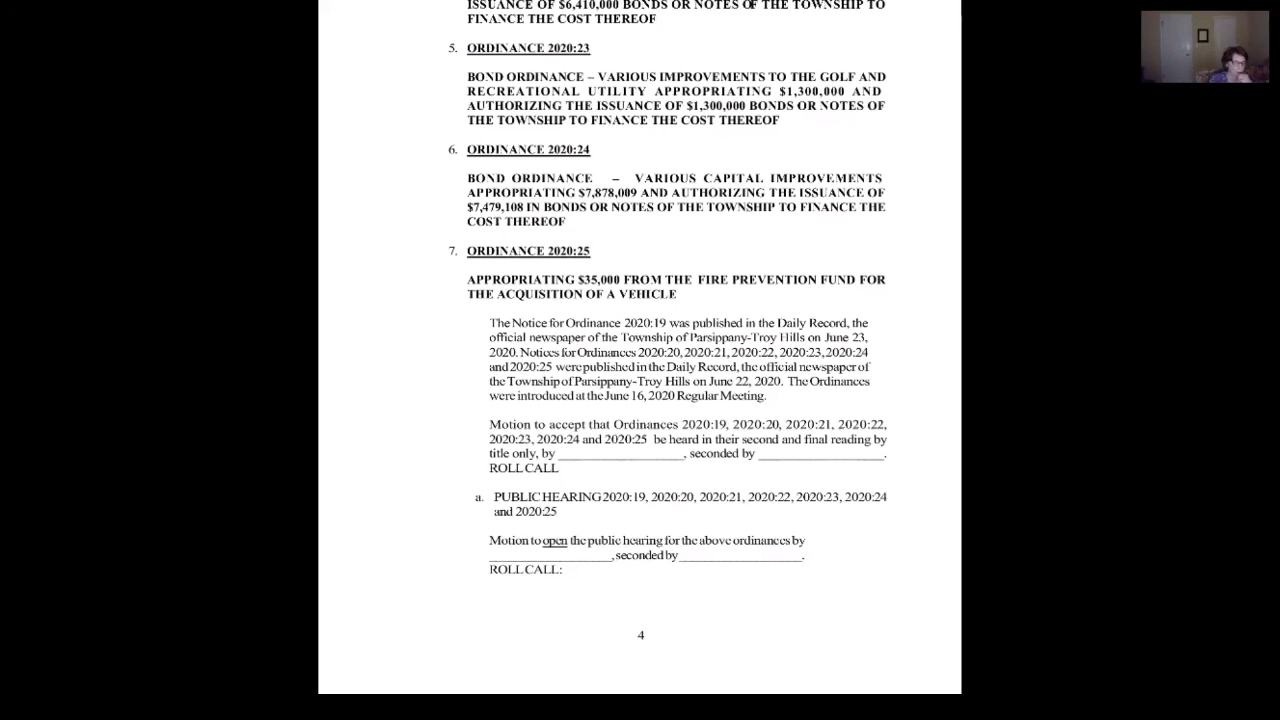 ISSUANCE OF $6,410,000 BONDS OR NOTES OF THE TOWNSHIP TO
FINANCE THE COST THEREOF
5. ORDINANCE 2020:23
BOND ORDINANCE – VARIOUS IMPROVEMENTS TO THE GOLF AND
RECREATIONAL UTILITY APPROPRIATING $1,300,000 AND
AUTHORIZING THE ISSUANCE OF $1,300,000 BONDS OR NOTES OF
THE TOWNSHIP TO FINANCE THE COST THEREOF
6. ORDINANCE 2020:24
BOND ORDINANCE – VARIOUS CAPITAL IMPROVEMENTS
APPROPRIATING $7,878,009 AND AUTHORIZING THE ISSUANCE OF
$7,479,108 IN BONDS OR NOTES OF THE TOWNSHIP TO FINANCE THE
COST THEREOF
7. ORDINANCE 2020:25
APPROPRIATING $35,000 FROM THE FIRE PREVENTION FUND FOR
THE ACQUISITION OF A VEHICLE
The Notice for Ordinance 2020:19 was published in the Daily Record, the
official newspaper of the Township of Parsippany-Troy Hills on June 23,
2020. Notices for Ordinances 2020:20, 2020:21, 2020:22, 2020:23, 2020:24
and 2020:25 were published in the Daily Record, the official newspaper of
the Township of Parsippany-Troy Hills on June 22, 2020. The Ordinances
were introduced at the June 16, 2020 Regular Meeting.
Motion to accept that Ordinances 2020:19, 2020:20, 2020:21, 2020:22,
2020:23, 2020:24 and 2020:25 be heard in their second and final reading by
title only, by ____________________, seconded by ____________________.
ROLL CALL
a. PUBLIC HEARING 2020:19, 2020:20, 2020:21, 2020:22, 2020:23, 2020:24
and 2020:25
Motion to open the public hearing for the above ordinances by
____________________, seconded by ____________________.
ROLL CALL:
4